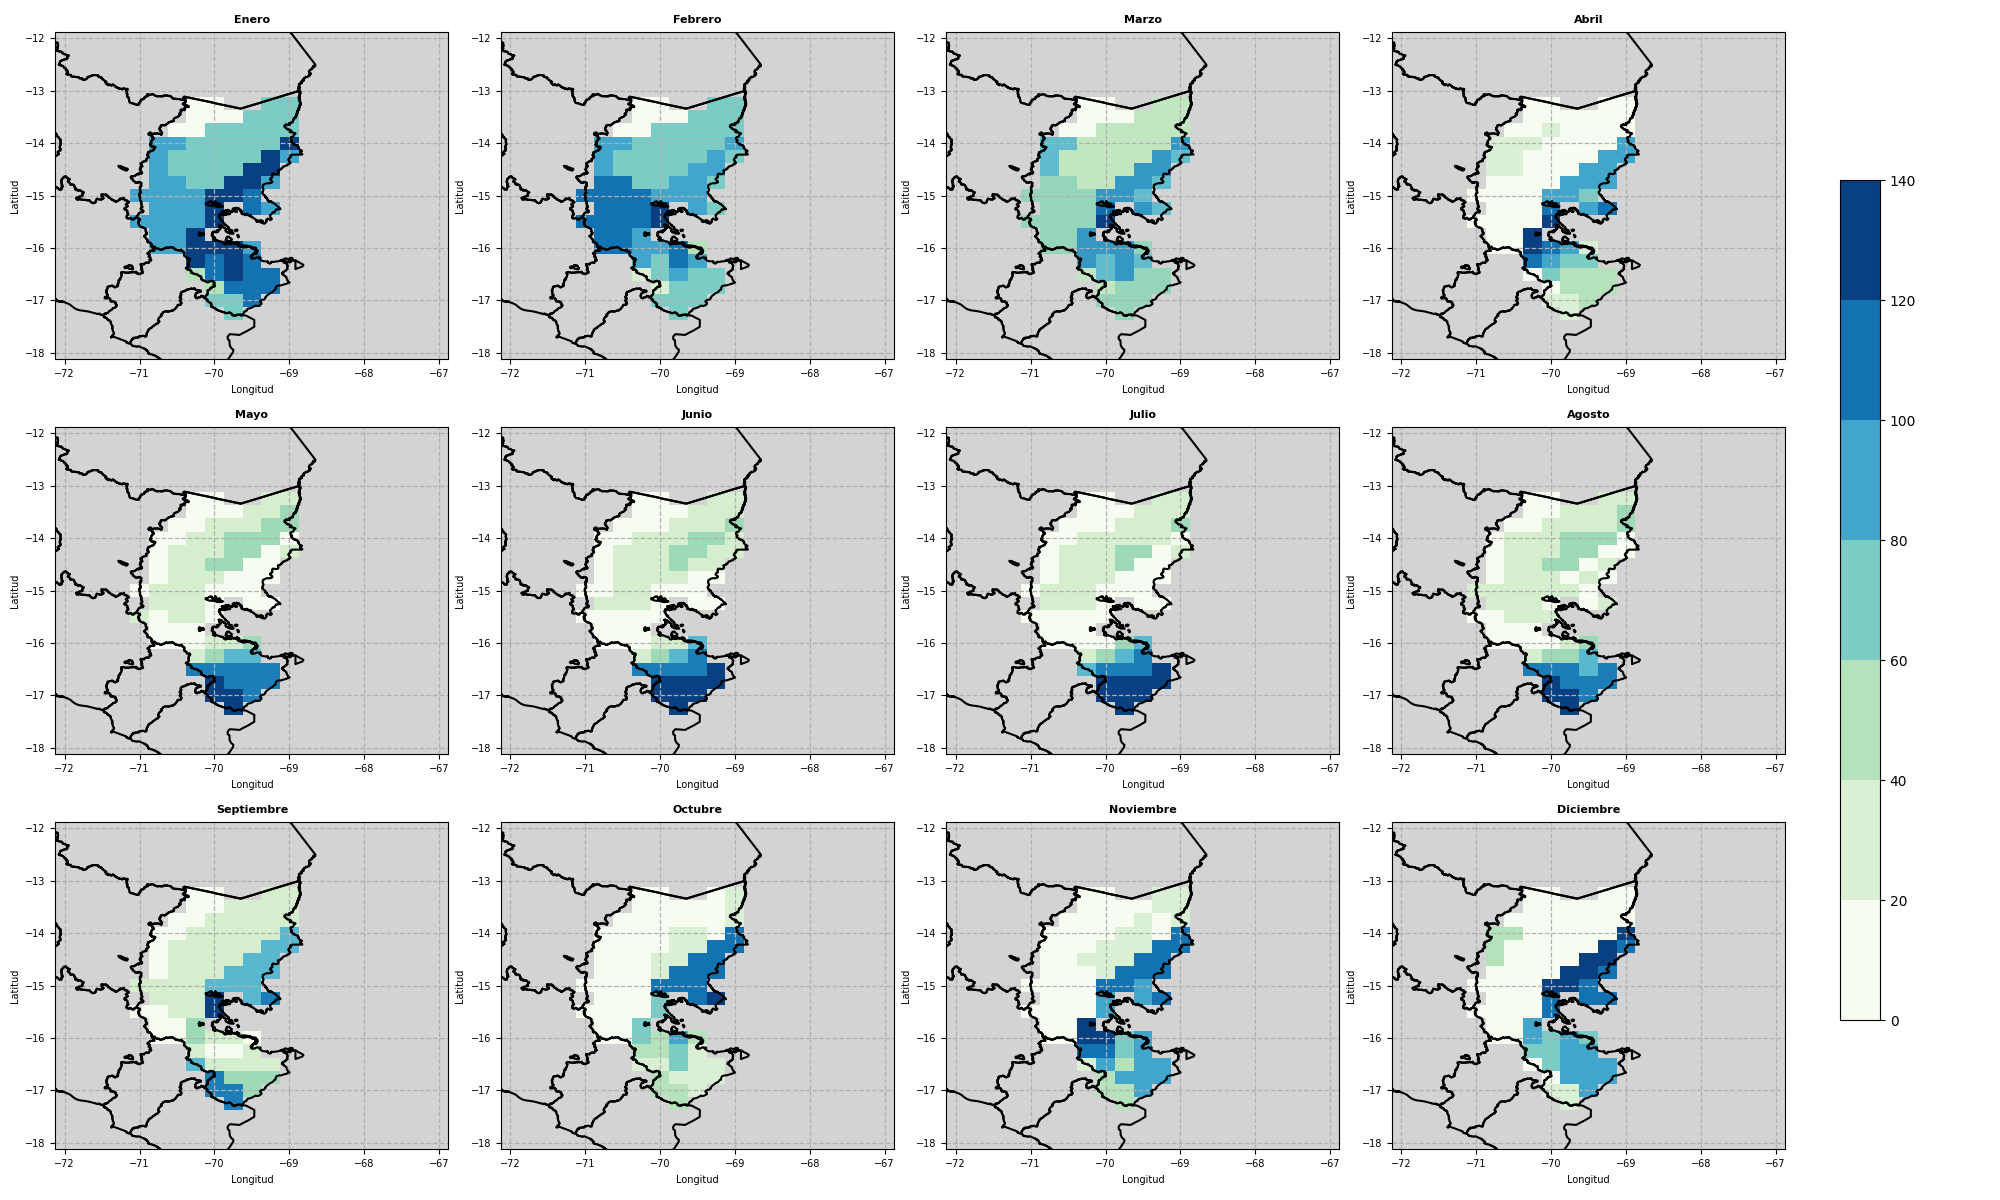 Enero Febrero Marzo Abril
−12 −12 −12 −12
−13 −13 −13 −13
−14 −14 −14 −14
140
Latitud −15 Latitud −15 Latitud −15 Latitud −15
−16 −16 −16 −16
−17 −17 −17 −17
120
−18 −18 −18 −18
−72 −71 −70 −69 −68 −67 −72 −71 −70 −69 −68 −67 −72 −71 −70 −69 −68 −67 −72 −71 −70 −69 −68 −67
Longitud Longitud Longitud Longitud
Mayo Junio Julio Agosto
100
−12 −12 −12 −12
−13 −13 −13 −13
−14 −14 −14 −14
80
Latitud −15 Latitud −15 Latitud −15 Latitud −15
−16 −16 −16 −16
60
−17 −17 −17 −17
−18 −18 −18 −18
−72 −71 −70 −69 −68 −67 −72 −71 −70 −69 −68 −67 −72 −71 −70 −69 −68 −67 −72 −71 −70 −69 −68 −67
40
Longitud Longitud Longitud Longitud
Septiembre Octubre Noviembre Diciembre
−12 −12 −12 −12
−13 −13 −13 −13
20
−14 −14 −14 −14
Latitud −15 Latitud −15 Latitud −15 Latitud −15
0
−16 −16 −16 −16
−17 −17 −17 −17
−18 −18 −18 −18
−72 −71 −70 −69 −68 −67 −72 −71 −70 −69 −68 −67 −72 −71 −70 −69 −68 −67 −72 −71 −70 −69 −68 −67
Longitud Longitud Longitud Longitud